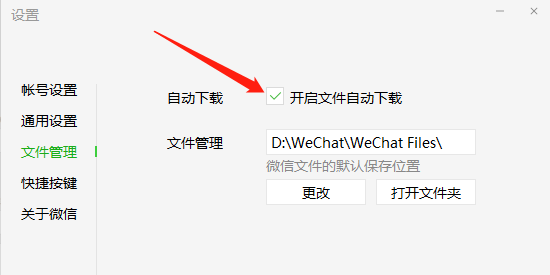 设置
帐号设置
通用设置
文件管理
快捷按键
关于微信
自动下载 开启文件自动下载
文件管理 D:\WeChat\WeChat Files\
微信文件的默认保存位置
更改 打开文件夹